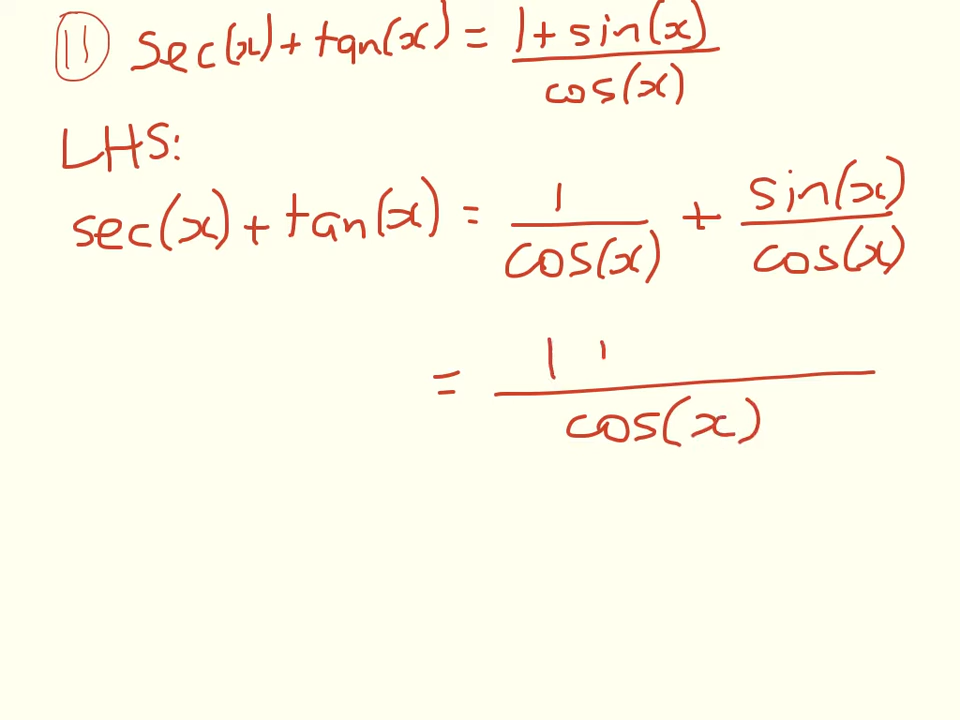 11 sec(x) + tan(x) = 1 + sin(x) / cos(x)
LHS:
sec(x) + tan(x) = 1 / cos(x) + sin(x) / cos(x)
= 1 / cos(x)